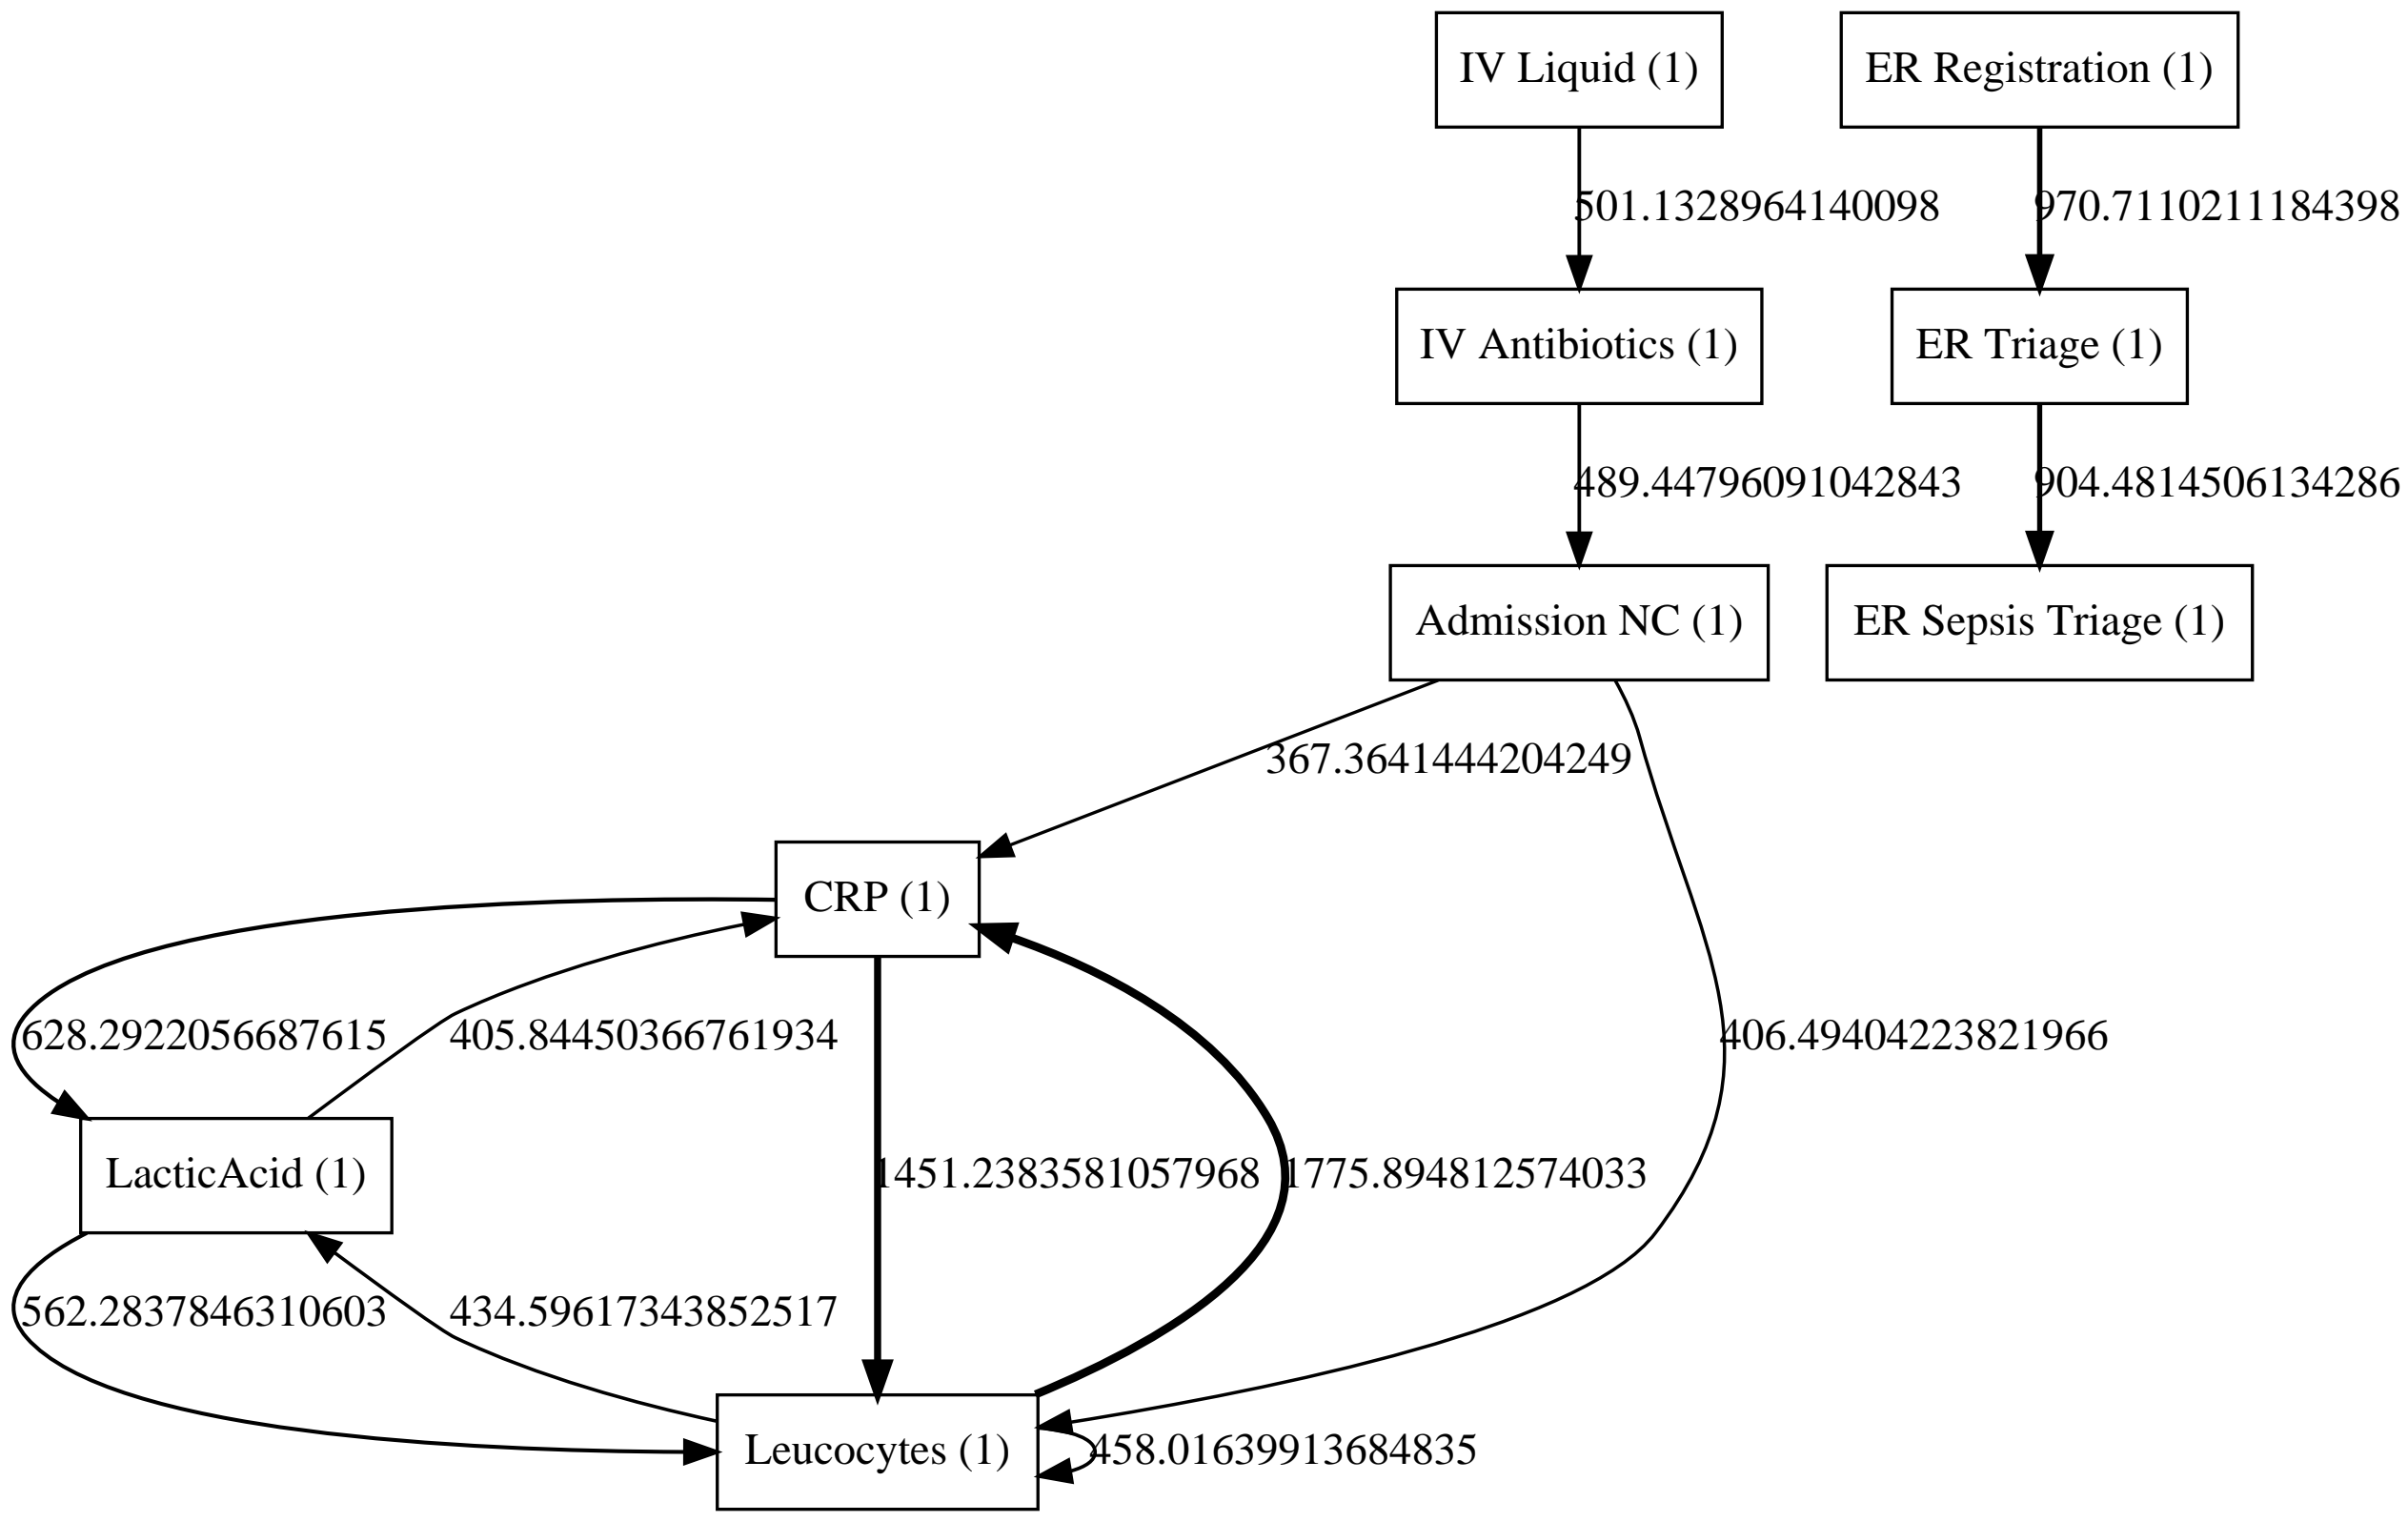 IV Liquid (1)
ER Registration (1)
501.1328964140098
970.7110211184398
IV Antibiotics (1)
ER Triage (1)
489.44796091042843
904.4814506134286
Admission NC (1)
ER Sepsis Triage (1)
367.3641444204249
CRP (1)
628.2922056687615
405.84450366761934
406.49404223821966
LacticAcid (1)
1451.2383581057968
1775.894812574033
562.2837846310603
434.59617343852517
Leucocytes (1)
458.01639913684835